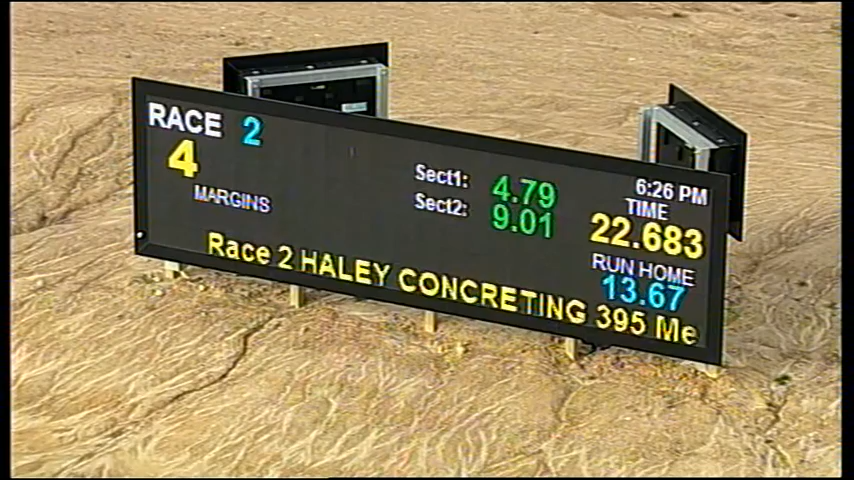 RACE 2
4
MARGINS
Sect1: 4.79
Sect2: 9.01
6:26 PM
TIME
22.683
RUN HOME
13.67
Race 2 HALEY CONCRETING 395 Me